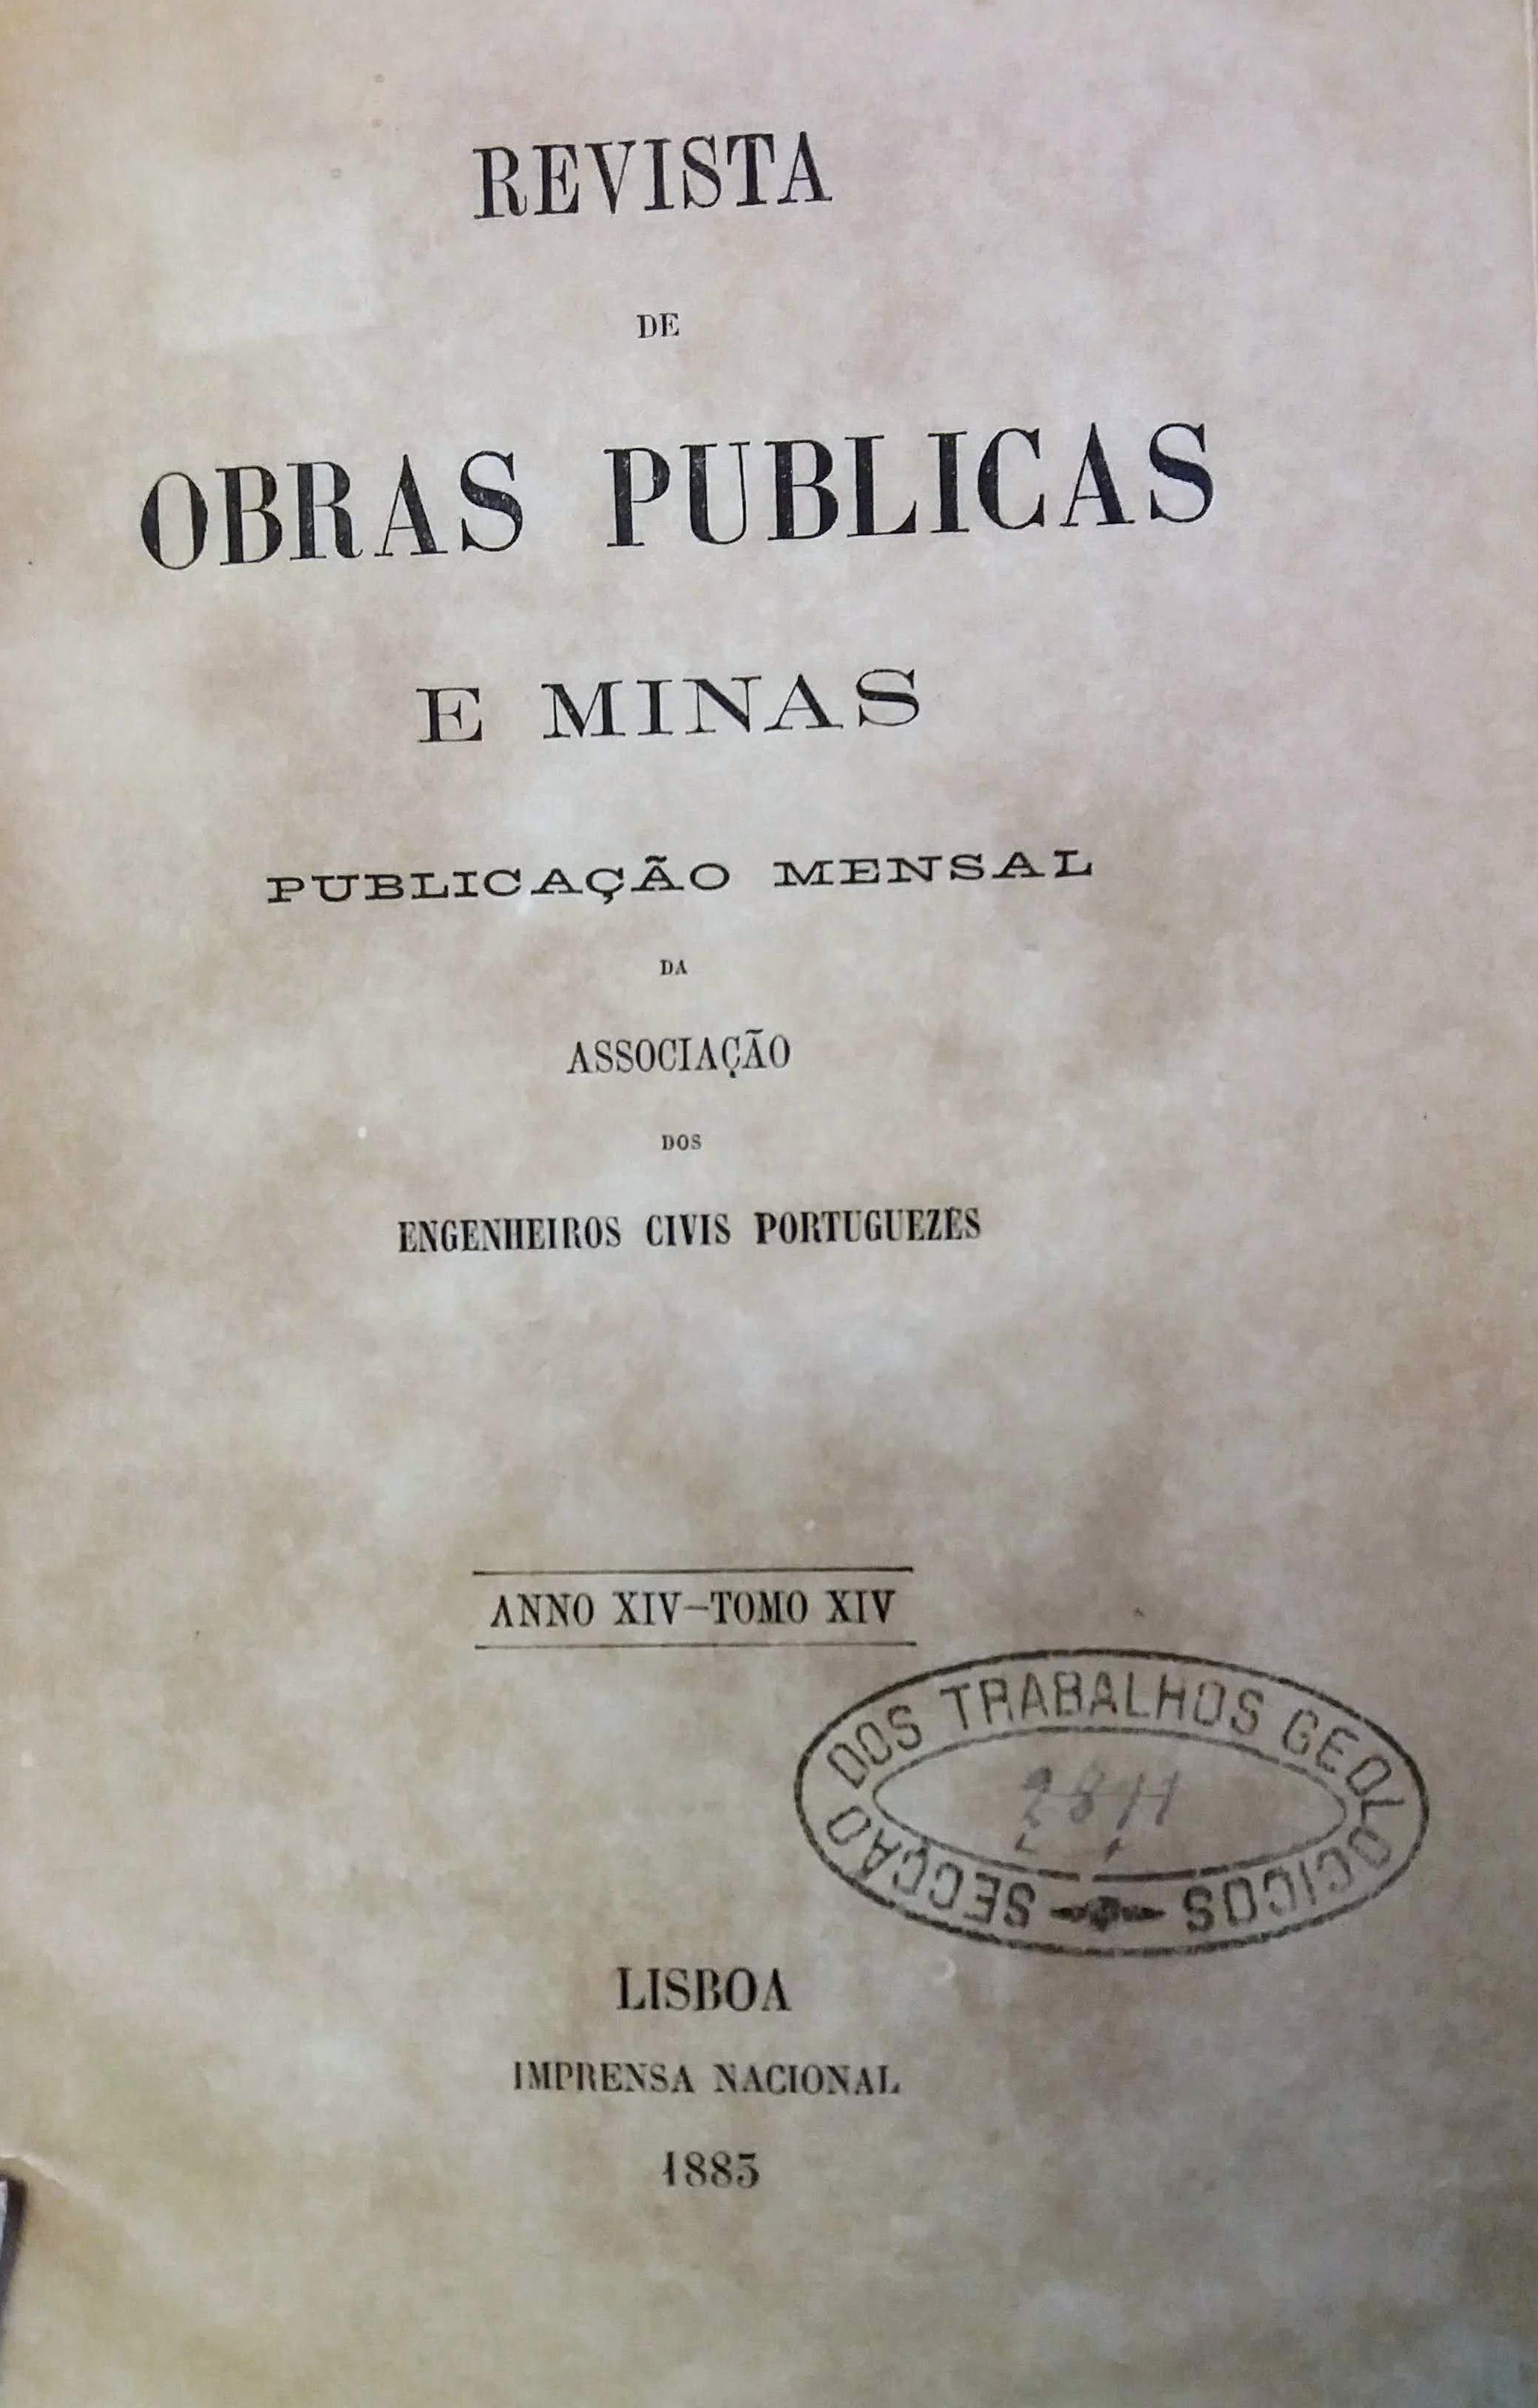 REVISTA
DE
OBRAS PUBLICAS
E MINAS
PUBLICAÇÃO MENSAL
DA
ASSOCIAÇÃO
DOS
ENGENHEIROS CIVIS PORTUGUEZES
ANNO XIV–TOMO XIV
SECÇÃO DOS TRABALHOS GEOLOGICOS
LISBOA
IMPRENSA NACIONAL
1883